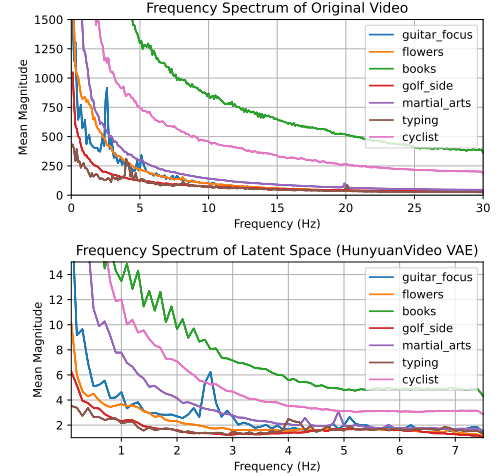 Frequency Spectrum of Original Video
1500
1250
1000
750
500
250
0
Mean Magnitude
guitar_focus
flowers
books
golf_side
martial_arts
typing
cyclist
0 5 10 15 20 25 30
Frequency (Hz)
Frequency Spectrum of Latent Space (HunyuanVideo VAE)
14
12
10
8
6
4
2
Mean Magnitude
guitar_focus
flowers
books
golf_side
martial_arts
typing
cyclist
1 2 3 4 5 6 7
Frequency (Hz)